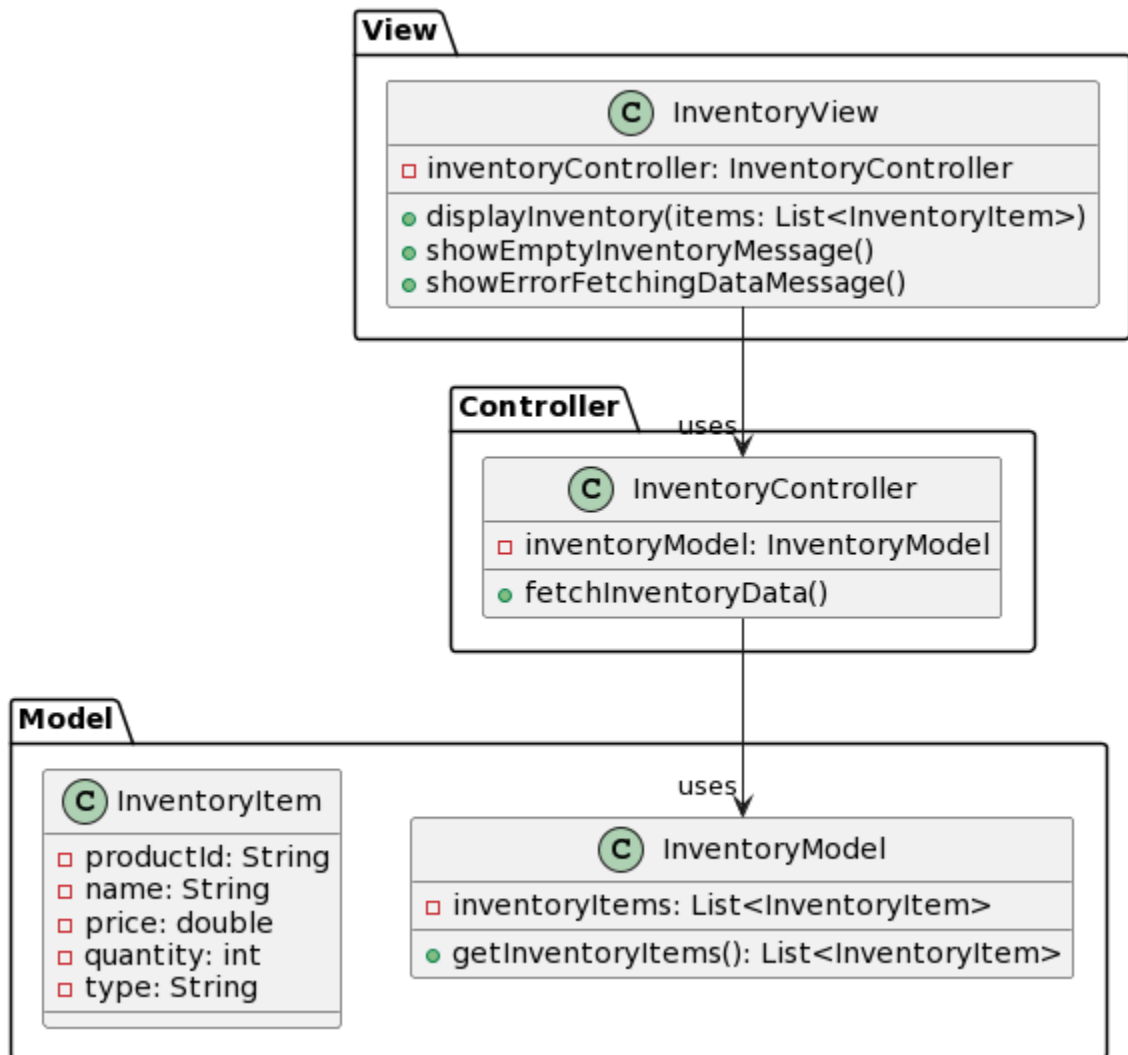 View
C InventoryView
inventoryController: InventoryController
displayInventory(items: List<InventoryItem>)
showEmptyInventoryMessage()
showErrorFetchingDataMessage()
uses
Controller
C InventoryController
inventoryModel: InventoryModel
fetchInventoryData()
uses
Model
C InventoryItem
productId: String
name: String
price: double
quantity: int
type: String
C InventoryModel
inventoryItems: List<InventoryItem>
getInventoryItems(): List<InventoryItem>